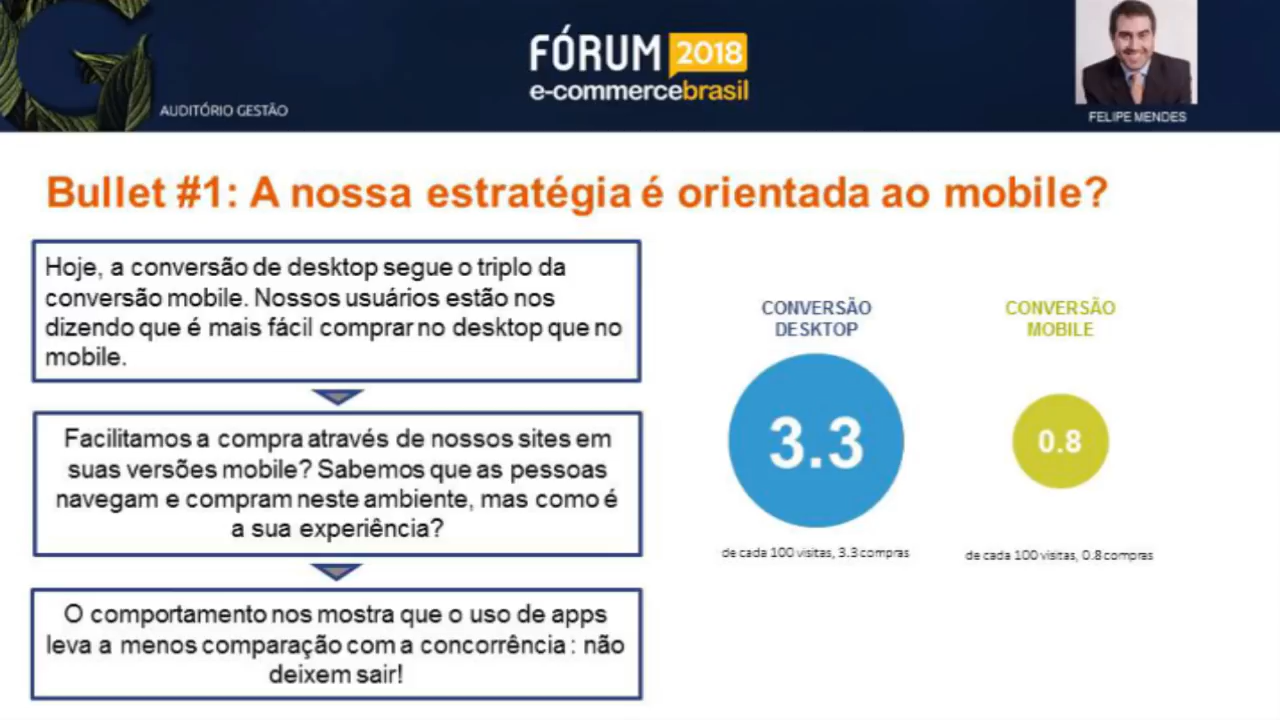 FÓRUM 2018
e-commercebrasil
AUDITÓRIO GESTÃO
FELIPE MENDES
Bullet #1: A nossa estratégia é orientada ao mobile?
Hoje, a conversão de desktop segue o triplo da
conversão mobile. Nossos usuários estão nos
dizendo que é mais fácil comprar no desktop que no
mobile.
Facilitamos a compra através de nossos sites em
suas versões mobile? Sabemos que as pessoas
navegam e compram neste ambiente, mas como é
a sua experiência?
O comportamento nos mostra que o uso de apps
leva a menos comparação com a concorrência : não
deixem sair!
CONVERSÃO
DESKTOP
3.3
de cada 100 visitas, 3.3 compras
CONVERSÃO
MOBILE
0.8
de cada 100 visitas, 0.8 compras